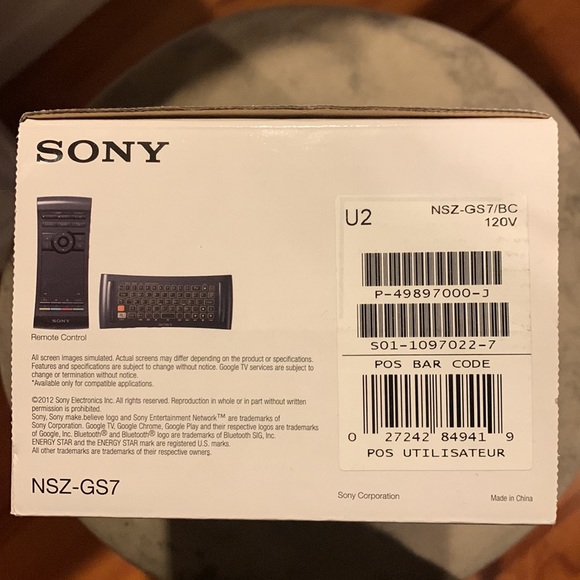 SONY
SONY
Remote Control
All screen images simulated. Actual screens may differ depending on the product or specifications.
Features and specifications are subject to change without notice. Google TV services are subject to
change or termination without notice.
*Available only for compatible applications.
©2012 Sony Electronics Inc. All rights reserved. Reproduction in whole or in part without written
permission is prohibited.
Sony, Sony make.believe logo and Sony Entertainment Network™ are trademarks of
Sony Corporation. Google TV, Google Chrome, Google Play and their respective logos are trademarks
of Google, Inc. Bluetooth® and Bluetooth® logo are trademarks of Bluetooth SIG, Inc.
ENERGY STAR and the ENERGY STAR mark are registered U.S. marks.
All other trademarks are trademarks of their respective owners.
NSZ-GS7
U2
NSZ-GS7/BC
120V
P-49897000-J
S01-1097022-7
POS BAR CODE
0 27242 84941 9
POS UTILISATEUR
Sony Corporation
Made in China